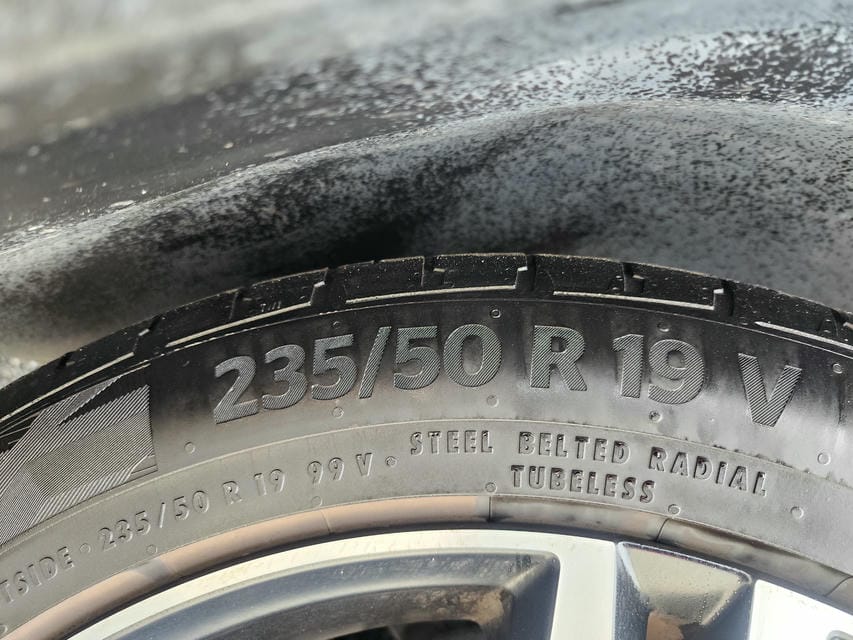 235/50 R 19 V
STEEL BELTED RADIAL
TUBELESS
TSIDE • 235/50 R 19 99 V •